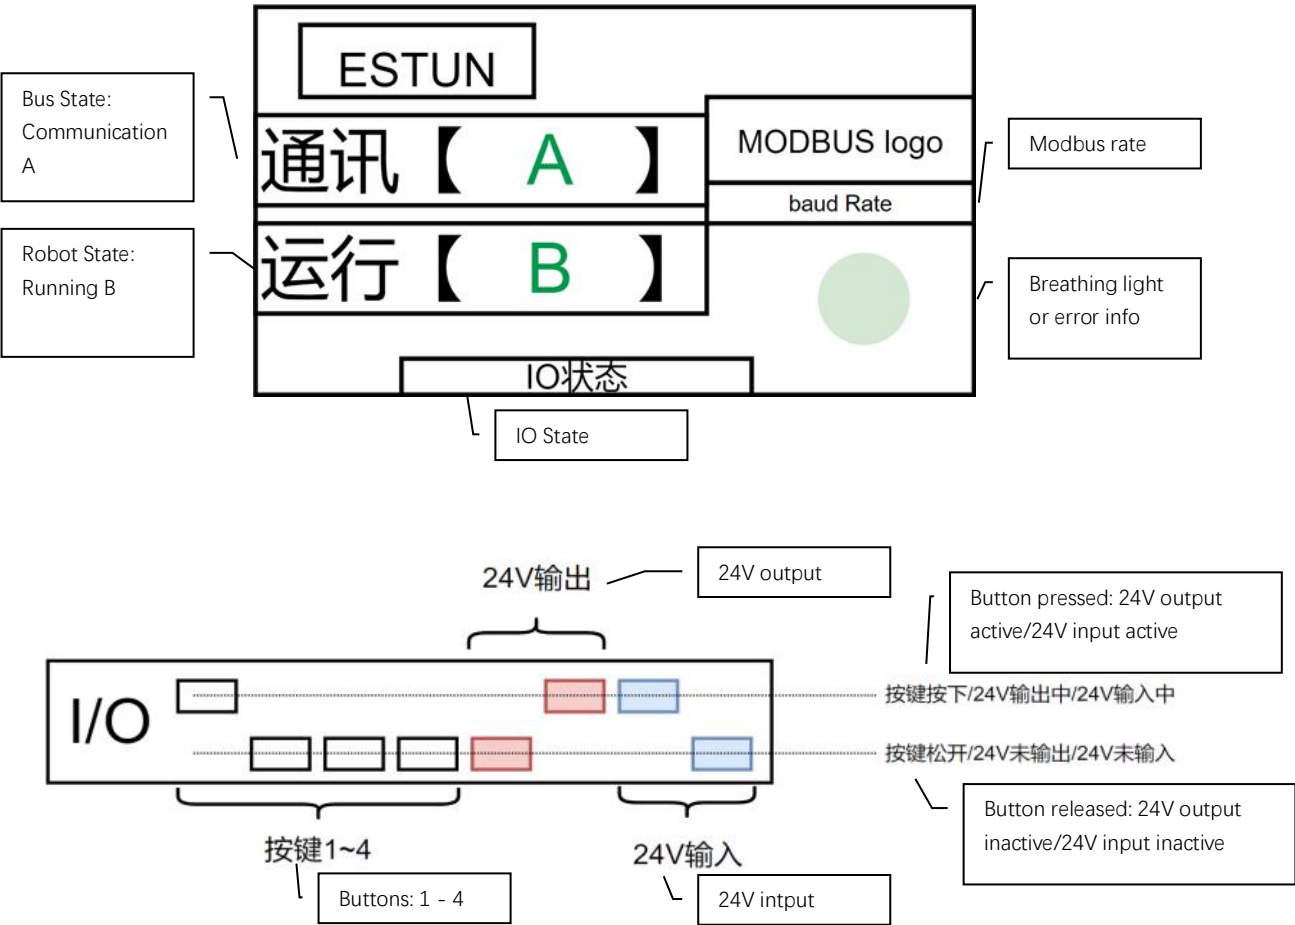 ESTUN
Bus State:
Communication
A
通讯【 A 】
MODBUS logo
Modbus rate
baud Rate
Robot State:
Running B
运行【 B 】
Breathing light
or error info
IO状态
IO State
24V输出
24V output
Button pressed: 24V output
active/24V input active
I/O
按键按下/24V输出中/24V输入中
按键松开/24V未输出/24V未输入
Button released: 24V output
inactive/24V input inactive
按键1~4
24V输入
Buttons: 1 - 4
24V intput